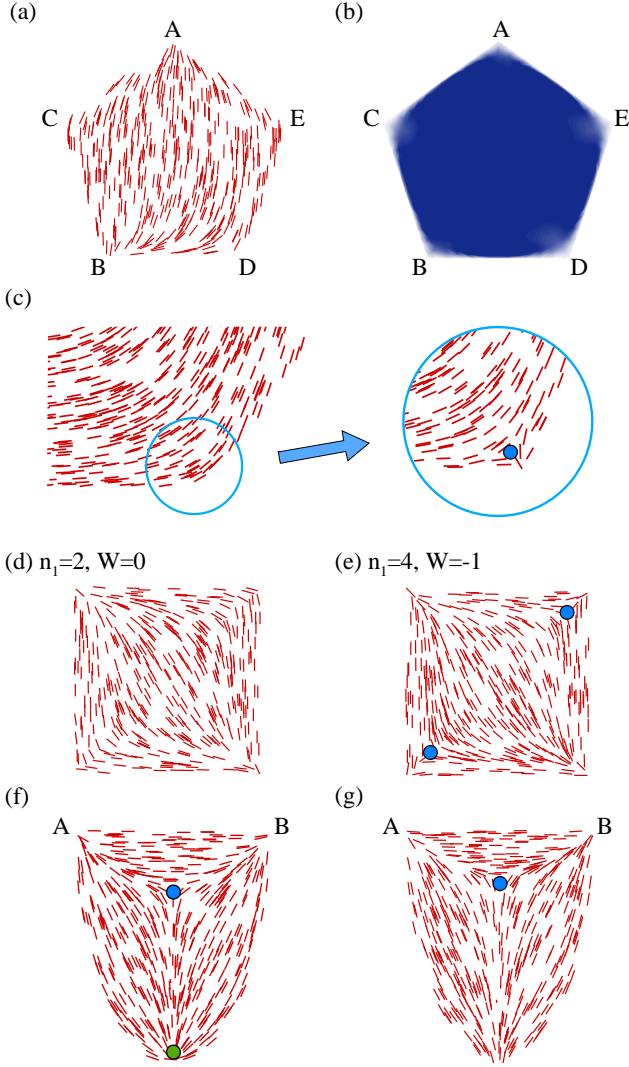 (a)
(b)
A
A
C
E
C
E
B
D
B
D
(c)
(d) n₁=2, W=0
(e) n₁=4, W=-1
(f)
(g)
A
B
A
B